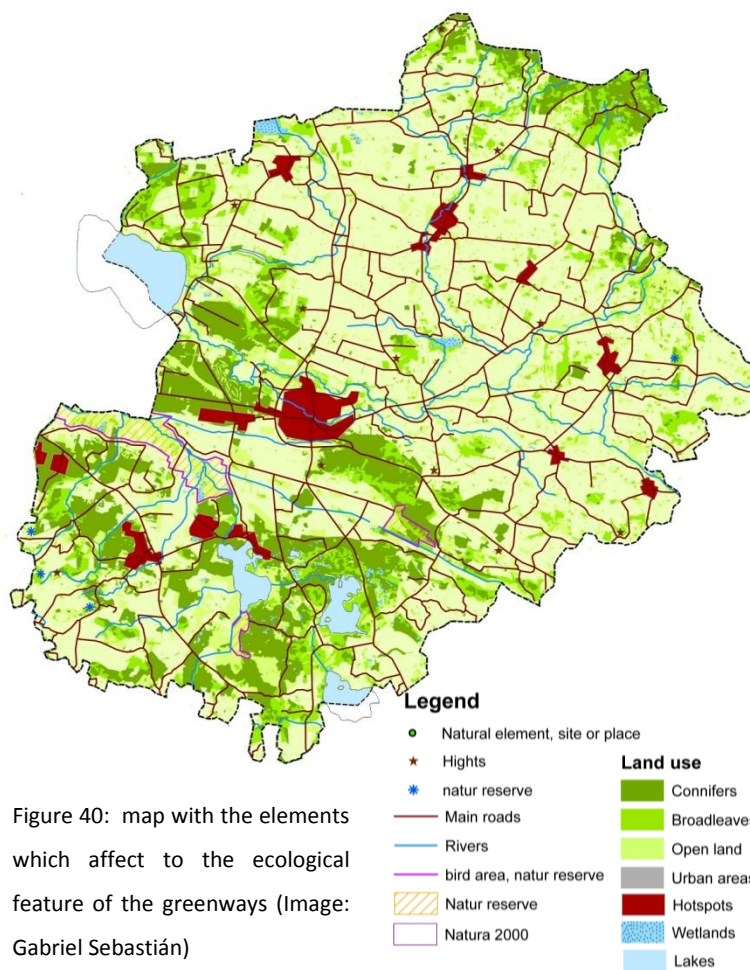 Legend
Natural element, site or place
Hights
natur reserve
Main roads
Rivers
bird area, natur reserve
Natur reserve
Natura 2000
Land use
Connifers
Broadleaves
Open land
Urban areas
Hotspots
Wetlands
Lakes
Figure 40: map with the elements
which affect to the ecological
feature of the greenways (Image:
Gabriel Sebastián)